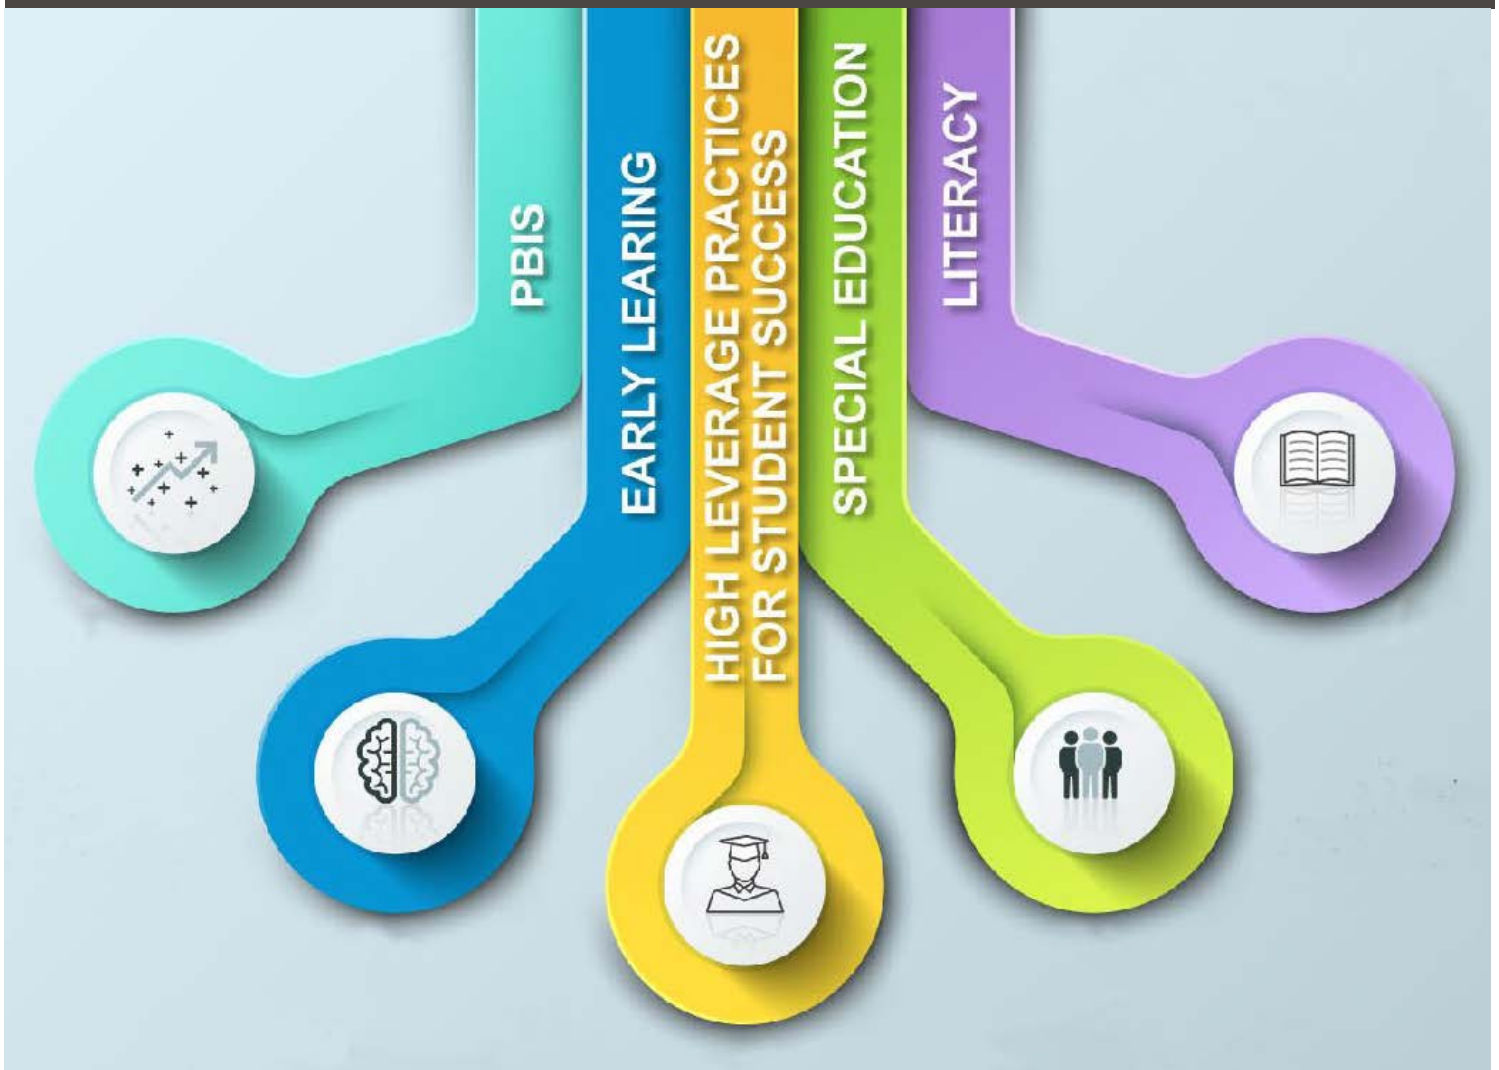 PBIS
EARLY LEARING
HIGH LEVERAGE PRACTICES
FOR STUDENT SUCCESS
SPECIAL EDUCATION
LITERACY